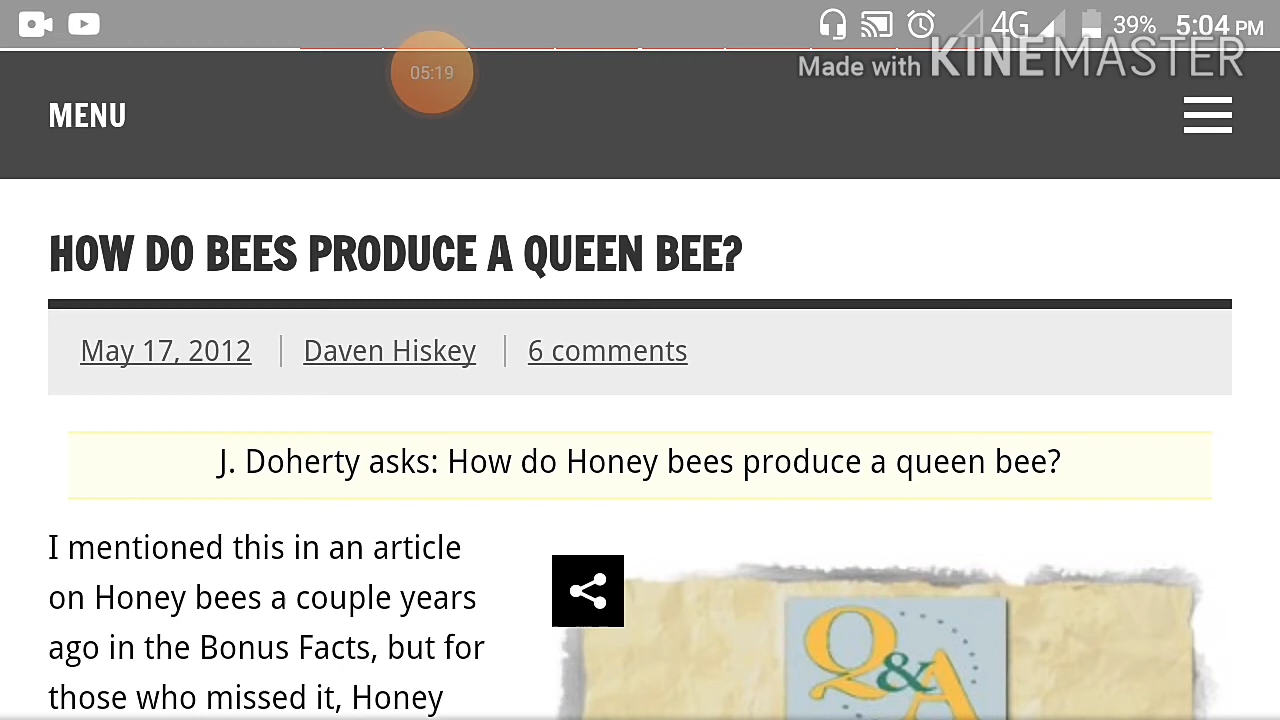 4G 39% 5:04 PM
05:19
Made with KINEMASTER
MENU
HOW DO BEES PRODUCE A QUEEN BEE?
May 17, 2012 Daven Hiskey 6 comments
J. Doherty asks: How do Honey bees produce a queen bee?
I mentioned this in an article
on Honey bees a couple years
ago in the Bonus Facts, but for
those who missed it, Honey
Q&A